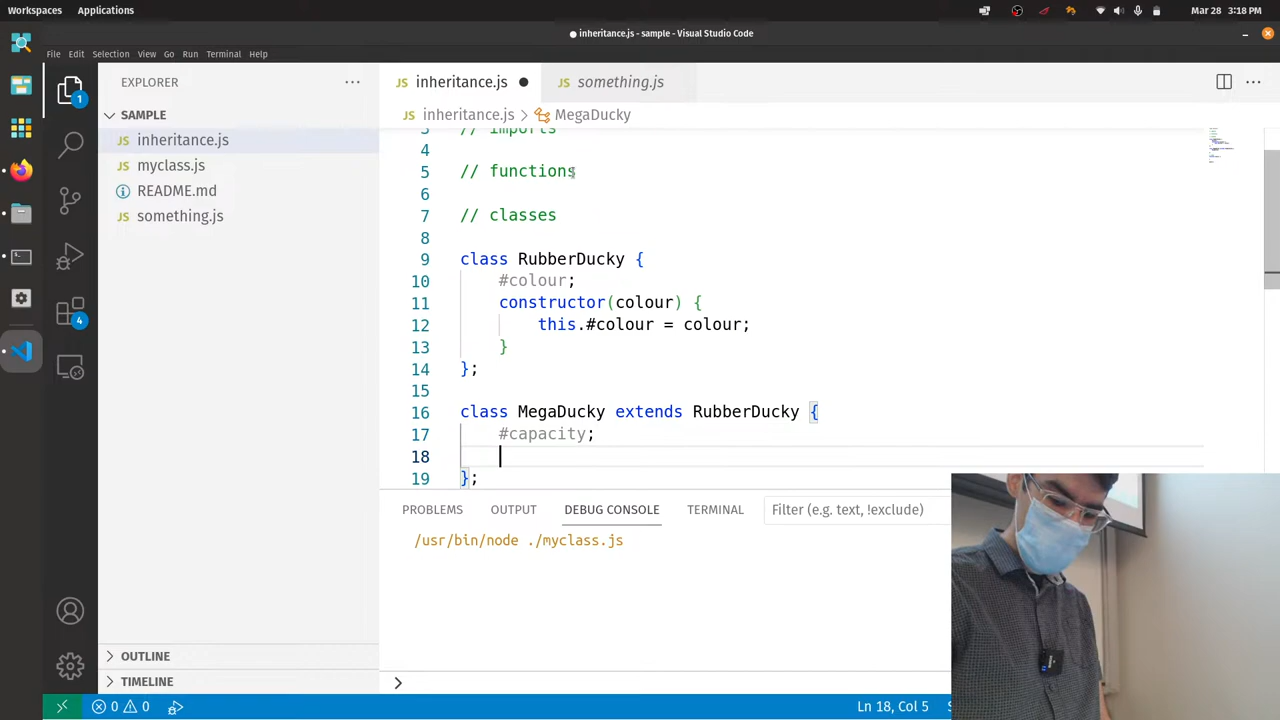 Workspaces Applications Mar 28 3:18 PM
inheritance.js - sample - Visual Studio Code
File Edit Selection View Go Run Terminal Help
EXPLORER
SAMPLE
inheritance.js
myclass.js
README.md
something.js
OUTLINE
TIMELINE
1
4
JS inheritance.js
JS something.js
JS inheritance.js > MegaDucky
3 // imports
4
5 // functions
6
7 // classes
8
9 class RubberDucky {
10 #colour;
11 constructor(colour) {
12 this.#colour = colour;
13 }
14 };
15
16 class MegaDucky extends RubberDucky {
17 #capacity;
18
19 };
PROBLEMS OUTPUT DEBUG CONSOLE TERMINAL Filter (e.g. text, !exclude)
/usr/bin/node ./myclass.js
0 0 Ln 18, Col 5